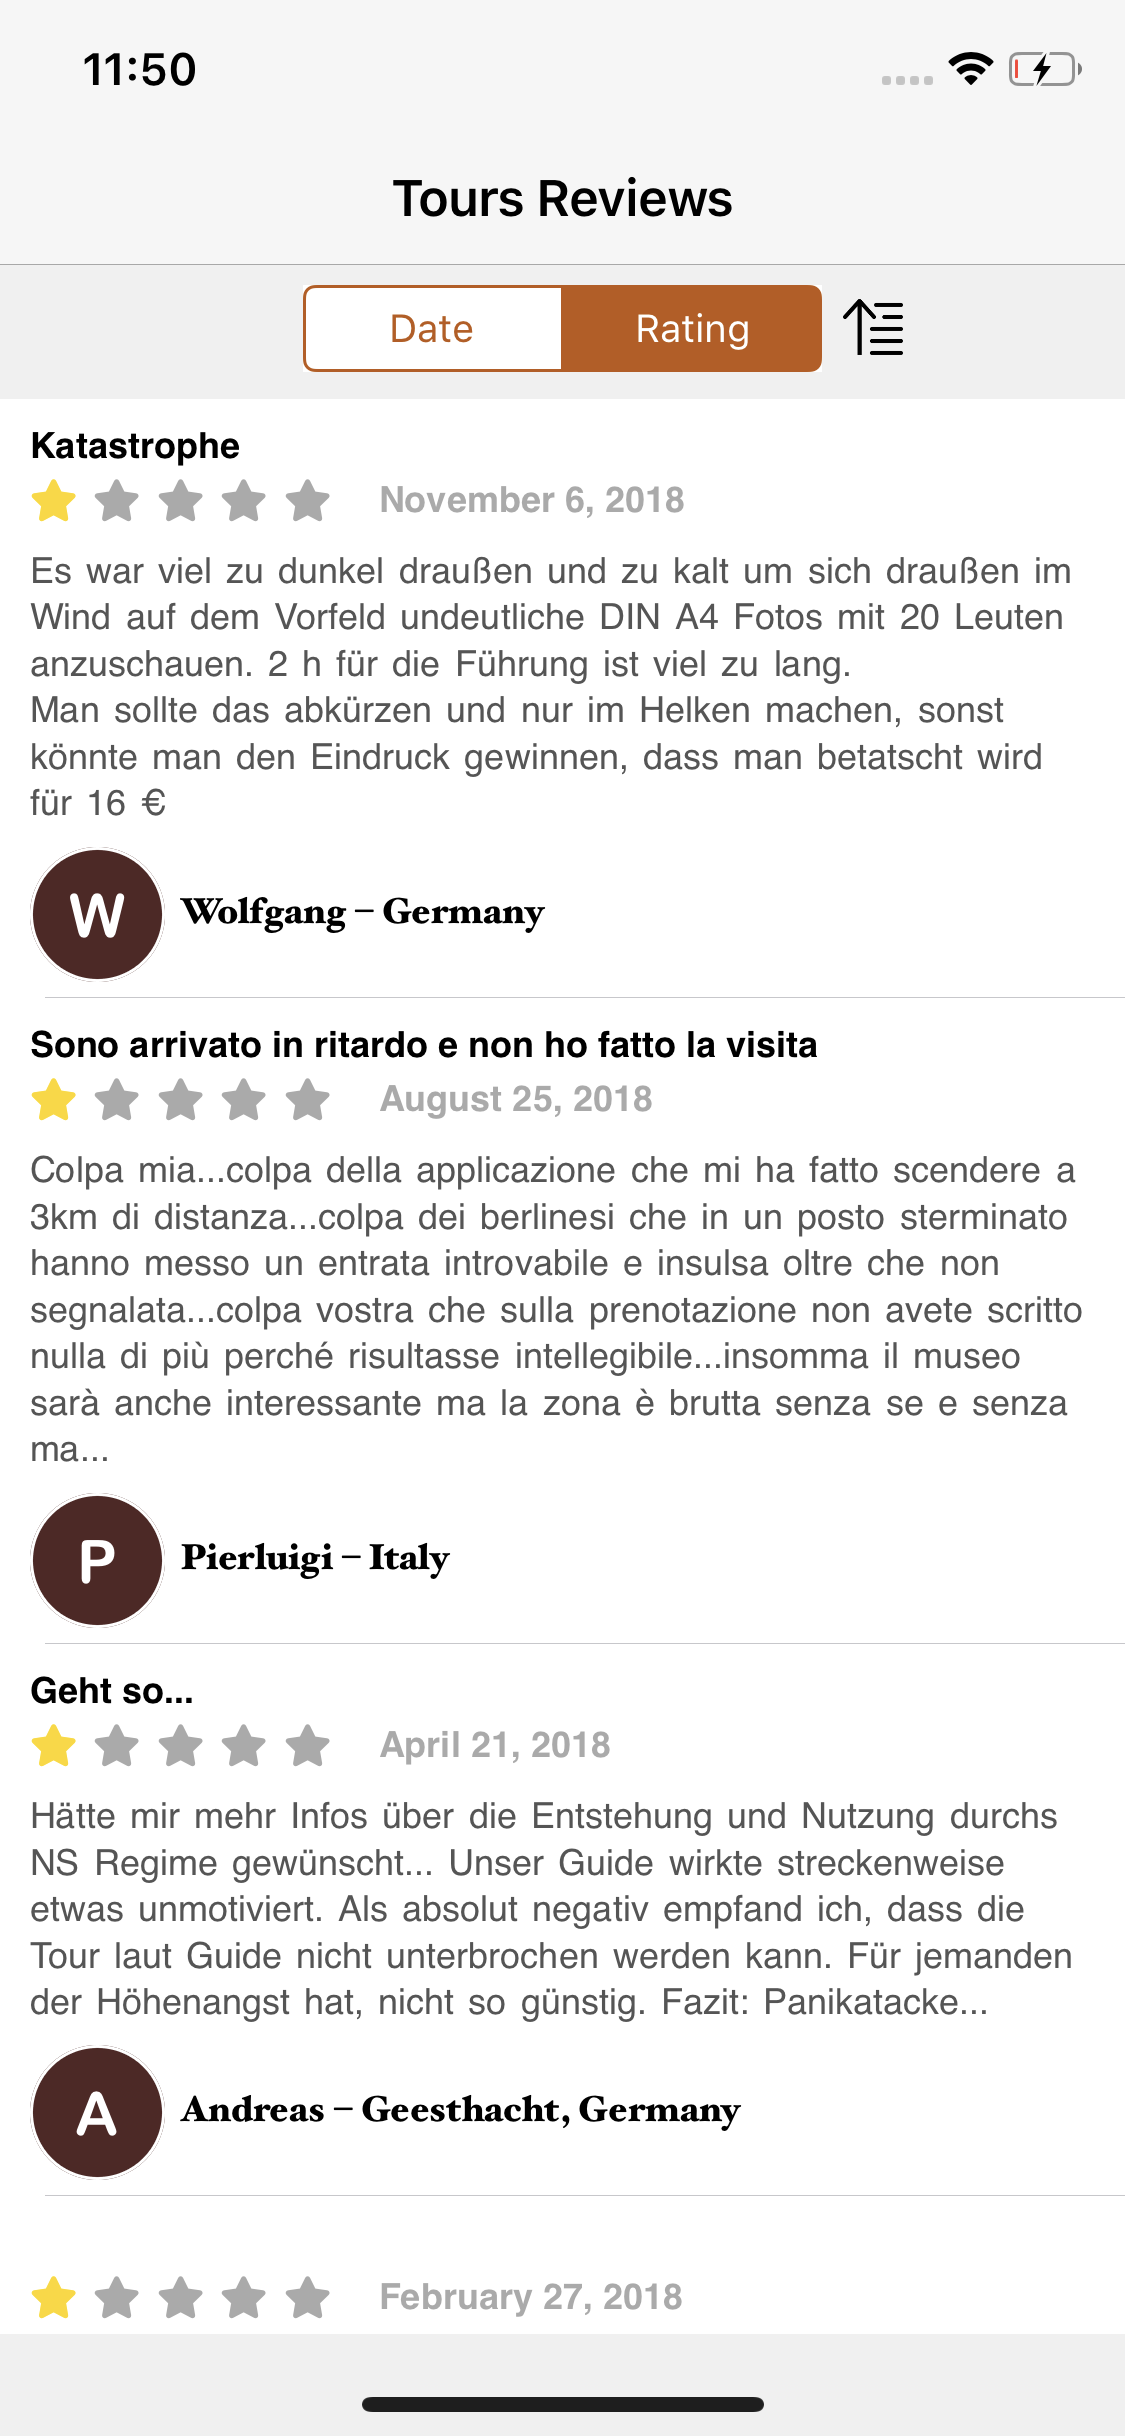 11:50
Tours Reviews
Date
Rating
Katastrophe
November 6, 2018
Es war viel zu dunkel draußen und zu kalt um sich draußen im
Wind auf dem Vorfeld undeutliche DIN A4 Fotos mit 20 Leuten
anzuschauen. 2 h für die Führung ist viel zu lang.
Man sollte das abkürzen und nur im Helken machen, sonst
könnte man den Eindruck gewinnen, dass man betatscht wird
für 16 €
W
Wolfgang – Germany
Sono arrivato in ritardo e non ho fatto la visita
August 25, 2018
Colpa mia...colpa della applicazione che mi ha fatto scendere a
3km di distanza...colpa dei berlinesi che in un posto sterminato
hanno messo un entrata introvabile e insulsa oltre che non
segnalata...colpa vostra che sulla prenotazione non avete scritto
nulla di più perché risultasse intellegibile...insomma il museo
sarà anche interessante ma la zona è brutta senza se e senza
ma...
P
Pierluigi – Italy
Geht so...
April 21, 2018
Hätte mir mehr Infos über die Entstehung und Nutzung durchs
NS Regime gewünscht... Unser Guide wirkte streckenweise
etwas unmotiviert. Als absolut negativ empfand ich, dass die
Tour laut Guide nicht unterbrochen werden kann. Für jemanden
der Höhenangst hat, nicht so günstig. Fazit: Panikatacke...
A
Andreas – Geesthacht, Germany
February 27, 2018